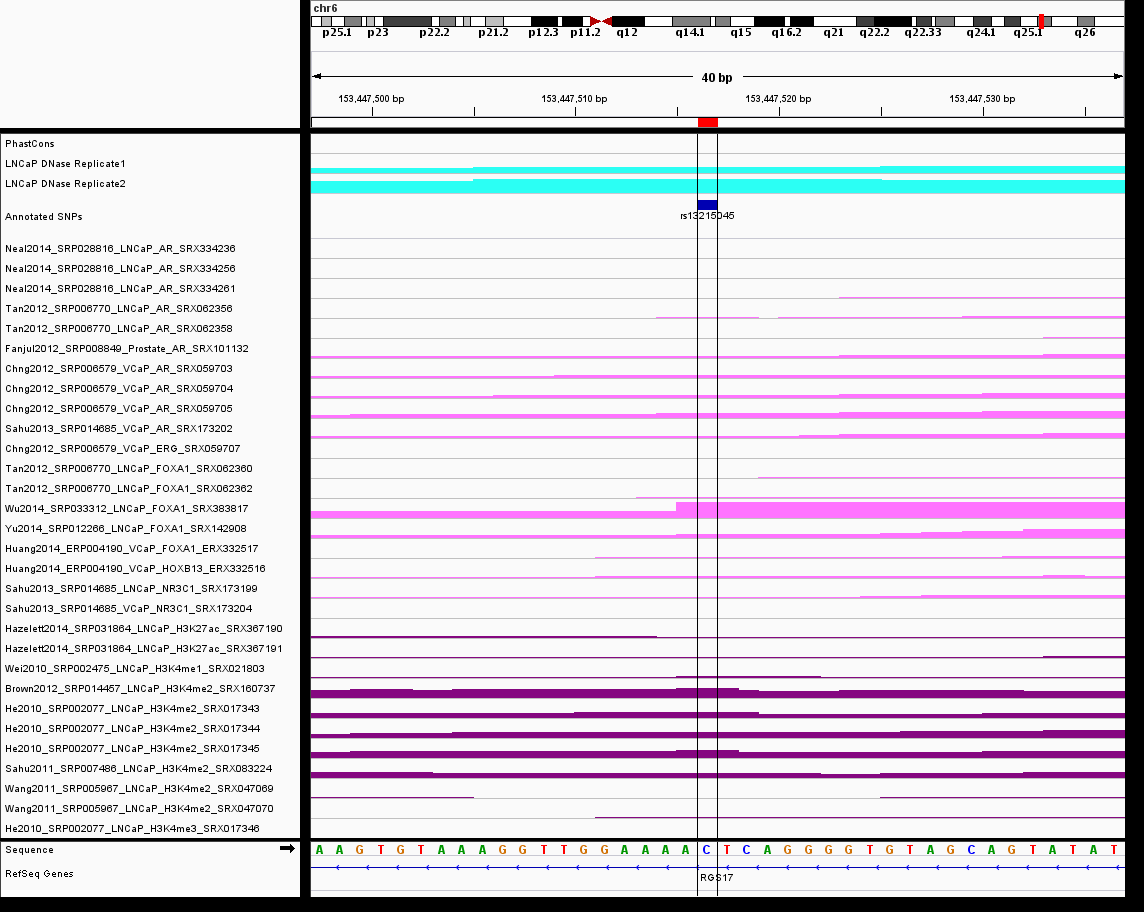 chr6
p25.1 p23 p22.2 p21.2 p12.3 p11.2 q12 q14.1 q15 q16.2 q21 q22.2 q22.33 q24.1 q25.1 q26
40 bp
153,447,500 bp 153,447,510 bp 153,447,520 bp 153,447,530 bp
PhastCons
LNCaP DNase Replicate1
LNCaP DNase Replicate2
Annotated SNPs
rs13215045
Neal2014_SRP028816_LNCaP_AR_SRX334236
Neal2014_SRP028816_LNCaP_AR_SRX334256
Neal2014_SRP028816_LNCaP_AR_SRX334261
Tan2012_SRP006770_LNCaP_AR_SRX062356
Tan2012_SRP006770_LNCaP_AR_SRX062358
Fanjul2012_SRP008849_Prostate_AR_SRX101132
Chng2012_SRP006579_VCaP_AR_SRX059703
Chng2012_SRP006579_VCaP_AR_SRX059704
Chng2012_SRP006579_VCaP_AR_SRX059705
Sahu2013_SRP014685_VCaP_AR_SRX173202
Chng2012_SRP006579_VCaP_ERG_SRX059707
Tan2012_SRP006770_LNCaP_FOXA1_SRX062360
Tan2012_SRP006770_LNCaP_FOXA1_SRX062362
Wu2014_SRP033312_LNCaP_FOXA1_SRX383817
Yu2014_SRP012266_LNCaP_FOXA1_SRX142908
Huang2014_ERP004190_VCaP_FOXA1_ERX332517
Huang2014_ERP004190_VCaP_HOXB13_ERX332516
Sahu2013_SRP014685_LNCaP_NR3C1_SRX173199
Sahu2013_SRP014685_VCaP_NR3C1_SRX173204
Hazelett2014_SRP031864_LNCaP_H3K27ac_SRX367190
Hazelett2014_SRP031864_LNCaP_H3K27ac_SRX367191
Wei2010_SRP002475_LNCaP_H3K4me1_SRX021803
Brown2012_SRP014457_LNCaP_H3K4me2_SRX160737
He2010_SRP002077_LNCaP_H3K4me2_SRX017343
He2010_SRP002077_LNCaP_H3K4me2_SRX017344
He2010_SRP002077_LNCaP_H3K4me2_SRX017345
Sahu2011_SRP007486_LNCaP_H3K4me2_SRX083224
Wang2011_SRP005967_LNCaP_H3K4me2_SRX047069
Wang2011_SRP005967_LNCaP_H3K4me2_SRX047070
He2010_SRP002077_LNCaP_H3K4me3_SRX017346
Sequence A A G T G T A A A G G T T G G A A A A C T C A G G G G T G T A G C A G T A T A T
RefSeq Genes
RGS17